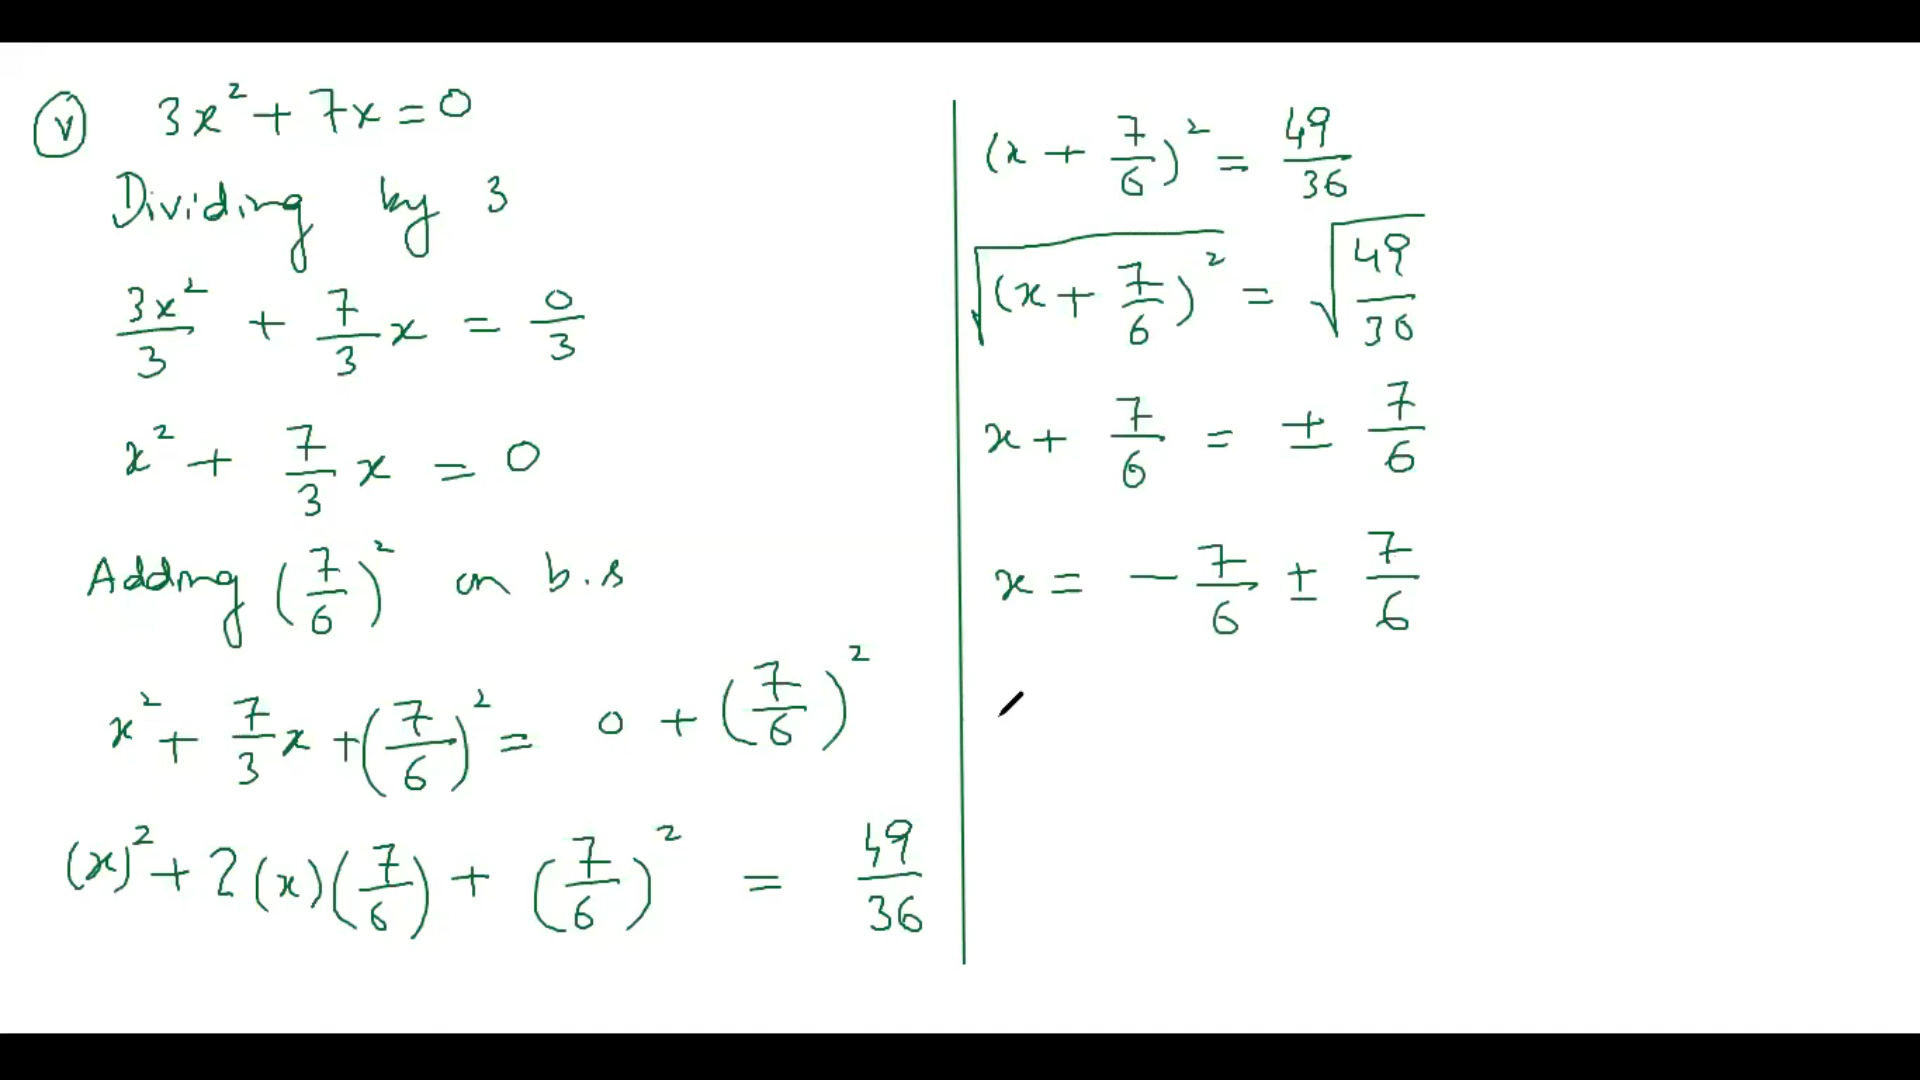 (v) 3x² + 7x = 0
Dividing by 3
3x²/3 + 7/3 x = 0/3
x² + 7/3 x = 0
Adding (7/6)² on b.s
x² + 7/3 x + (7/6)² = 0 + (7/6)²
(x)² + 2(x)(7/6) + (7/6)² = 49/36
(x + 7/6)² = 49/36
√(x + 7/6)² = √49/36
x + 7/6 = ± 7/6
x = - 7/6 ± 7/6